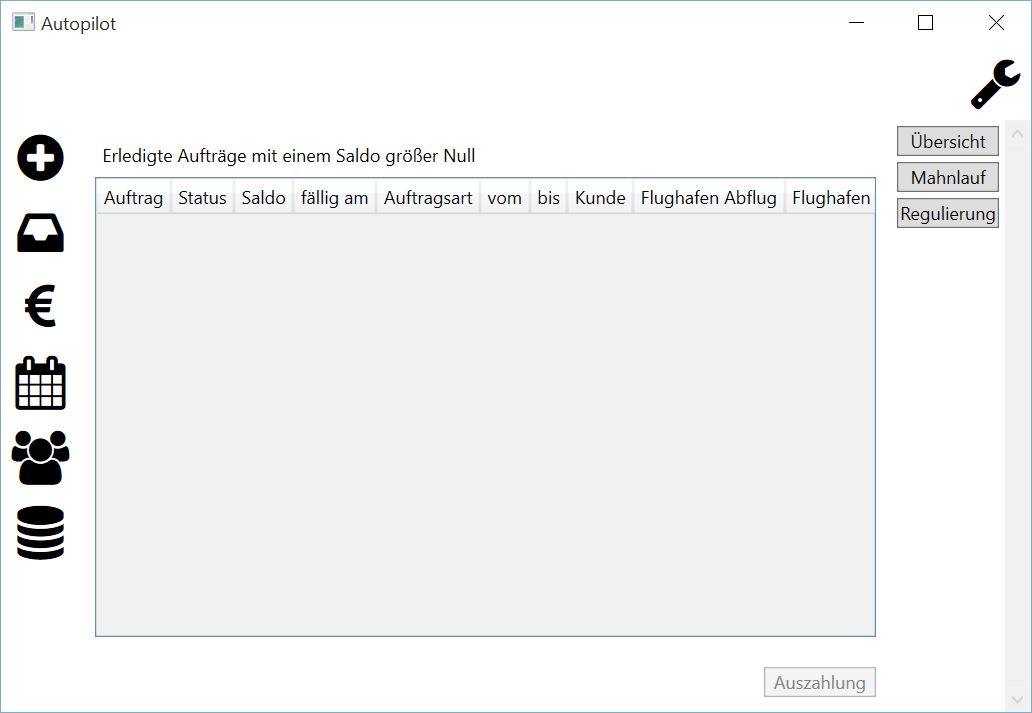 Autopilot
Erledigte Aufträge mit einem Saldo größer Null
Auftrag Status Saldo fällig am Auftragsart vom bis Kunde Flughafen Abflug Flughafen
Übersicht
Mahnlauf
Regulierung
Auszahlung